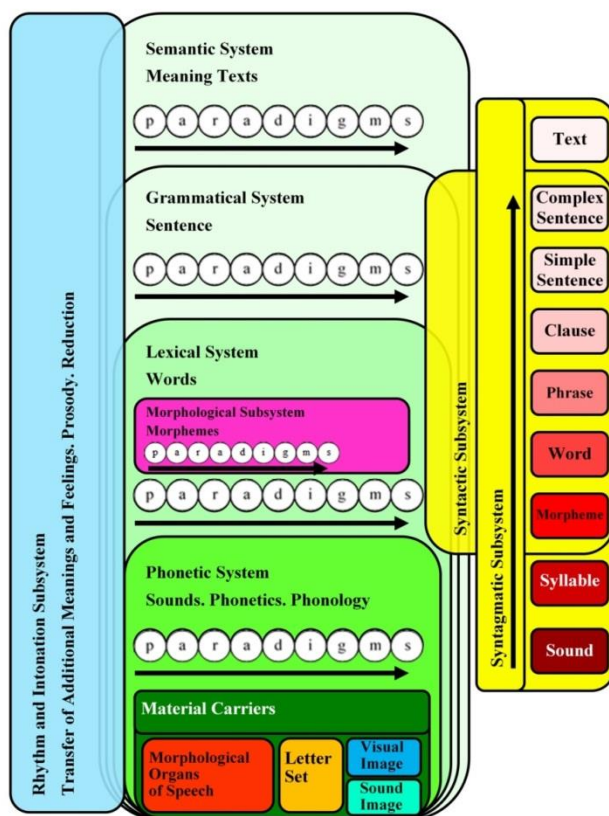 Rhythm and Intonation Subsystem
Transfer of Additional Meanings and Feelings. Prosody. Reduction
Semantic System
Meaning Texts
p a r a d i g m s
Grammatical System
Sentence
p a r a d i g m s
Lexical System
Words
Morphological Subsystem
Morphemes
p a r a d i g m s
p a r a d i g m s
Phonetic System
Sounds. Phonetics. Phonology
p a r a d i g m s
Material Carriers
Morphological
Organs
of Speech
Letter
Set
Visual
Image
Sound
Image
Syntactic Subsystem
Syntagmatic Subsystem
Text
Complex
Sentence
Simple
Sentence
Clause
Phrase
Word
Morpheme
Syllable
Sound